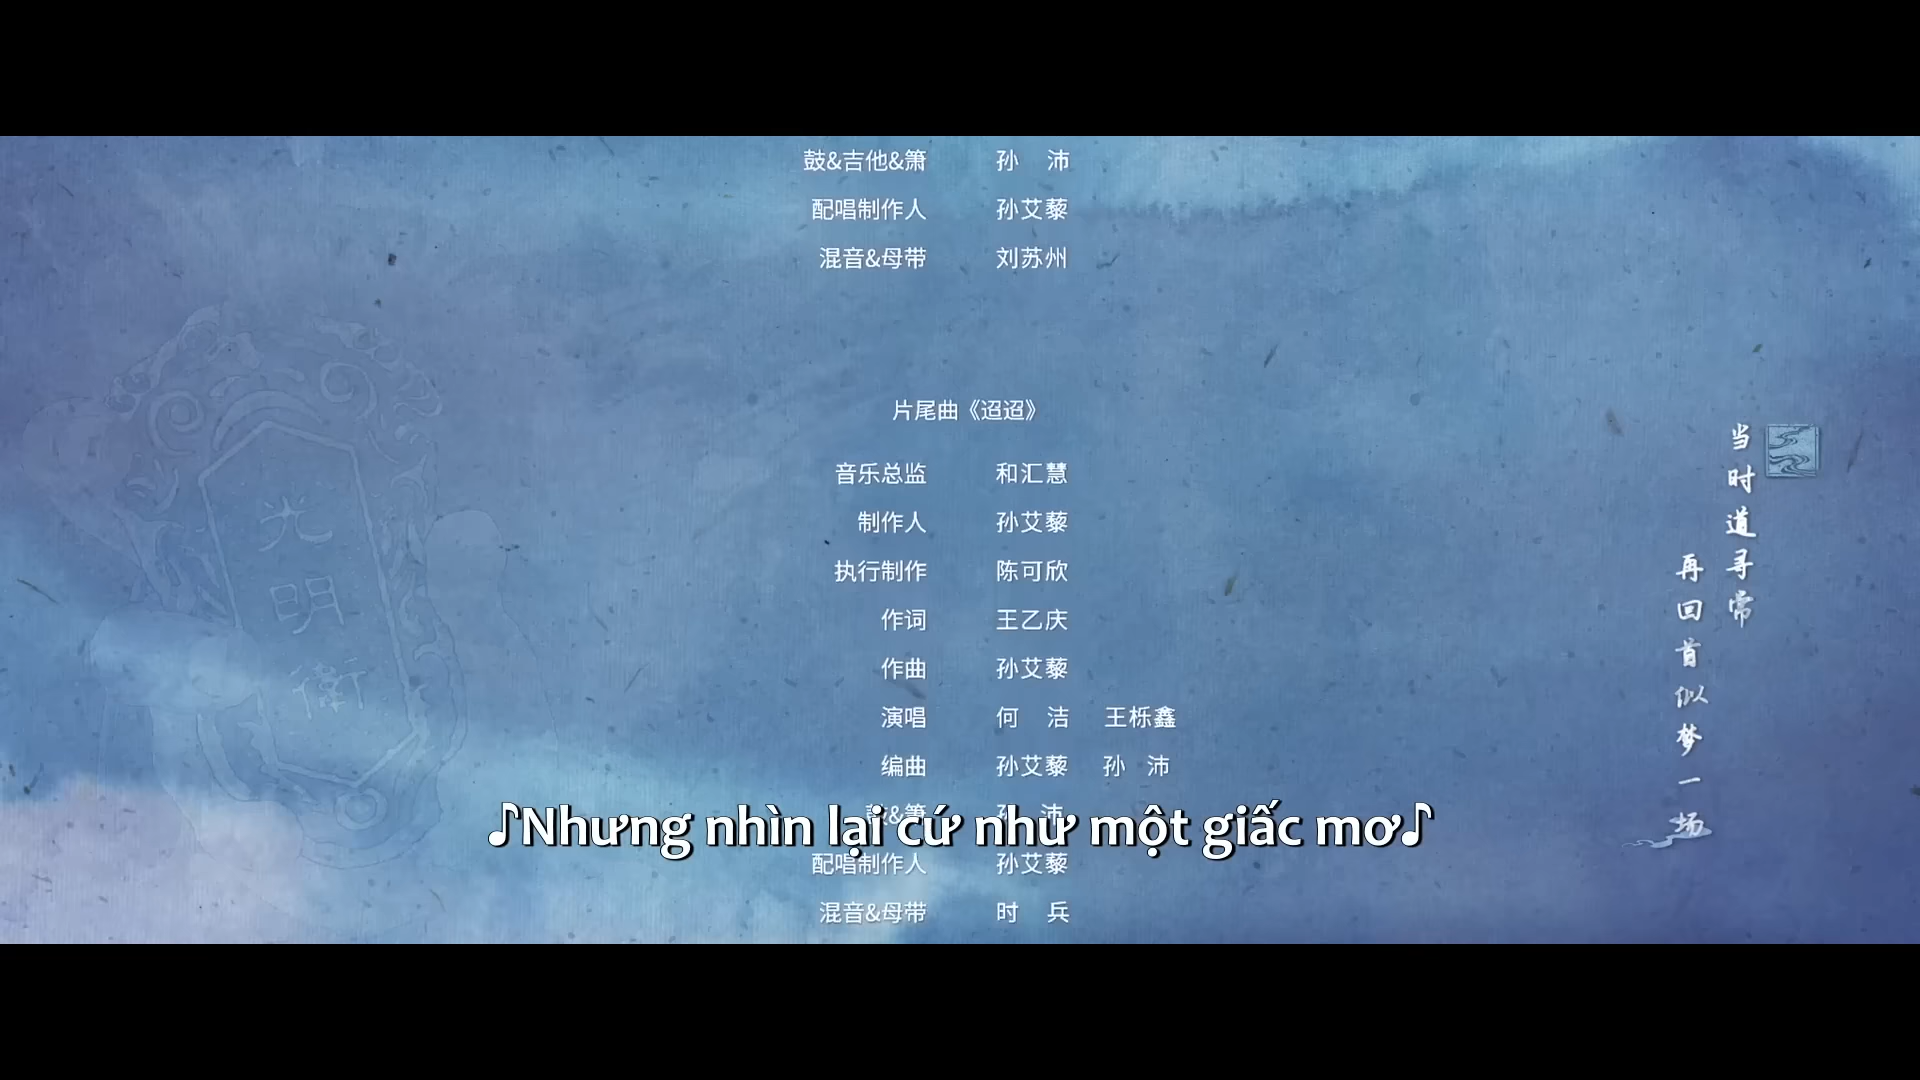 鼓&吉他&箫 孙 沛
配唱制作人 孙艾藜
混音&母带 刘苏州
片尾曲《迢迢》
音乐总监 和汇慧
制作人 孙艾藜
执行制作 陈可欣
作词 王乙庆
作曲 孙艾藜
演唱 何 洁 王栎鑫
编曲 孙艾藜 孙 沛
鼓&箫 孙 沛
♪Nhưng nhìn lại cứ như một giấc mơ♪
配唱制作人 孙艾藜
混音&母带 时 兵
当时道寻常
再回首似梦一场
光明衛